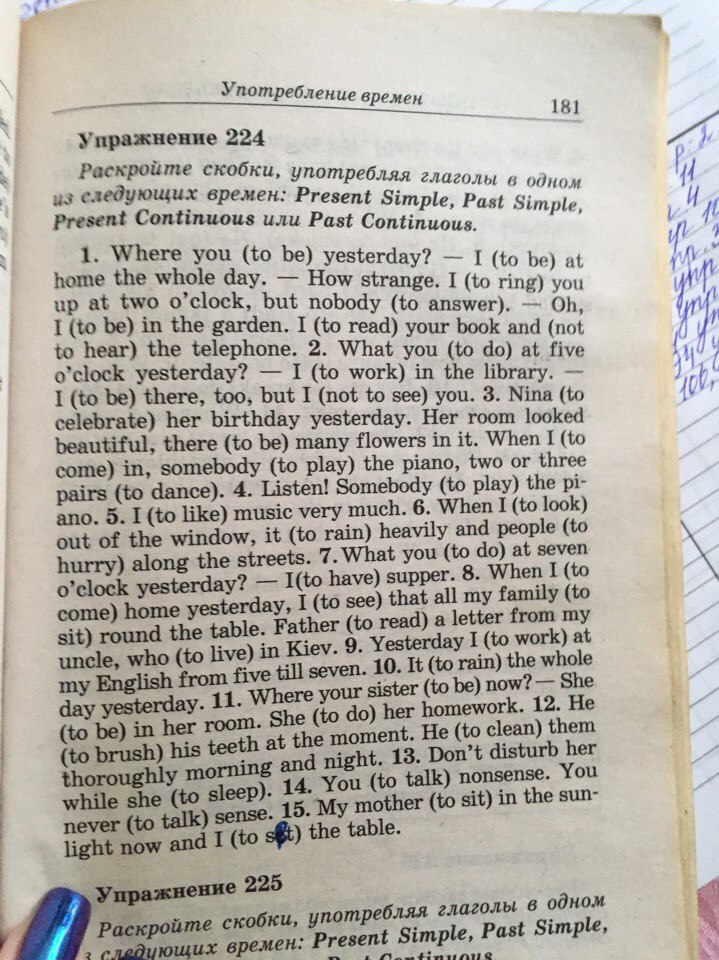 Употребление времен 181
Упражнение 224
Раскройте скобки, употребляя глаголы в одном
из следующих времен: Present Simple, Past Simple,
Present Continuous или Past Continuous.
1. Where you (to be) yesterday? — I (to be) at
home the whole day. — How strange. I (to ring) you
up at two o'clock, but nobody (to answer). — Oh,
I (to be) in the garden. I (to read) your book and (not
to hear) the telephone. 2. What you (to do) at five
o'clock yesterday? — I (to work) in the library. —
I (to be) there, too, but I (not to see) you. 3. Nina (to
celebrate) her birthday yesterday. Her room looked
beautiful, there (to be) many flowers in it. When I (to
come) in, somebody (to play) the piano, two or three
pairs (to dance). 4. Listen! Somebody (to play) the pi-
ano. 5. I (to like) music very much. 6. When I (to look)
out of the window, it (to rain) heavily and people (to
hurry) along the streets. 7. What you (to do) at seven
o'clock yesterday? — I (to have) supper. 8. When I (to
come) home yesterday, I (to see) that all my family (to
sit) round the table. Father (to read) a letter from my
uncle, who (to live) in Kiev. 9. Yesterday I (to work) at
my English from five till seven. 10. It (to rain) the whole
day yesterday. 11. Where your sister (to be) now? — She
(to be) in her room. She (to do) her homework. 12. He
(to brush) his teeth at the moment. He (to clean) them
thoroughly morning and night. 13. Don't disturb her
while she (to sleep). 14. You (to talk) nonsense. You
never (to talk) sense. 15. My mother (to sit) in the sun-
light now and I (to set) the table.
Упражнение 225
Раскройте скобки, употребляя глаголы в одном
из следующих времен: Present Simple, Past Simple,
Past Continuous.
11
4